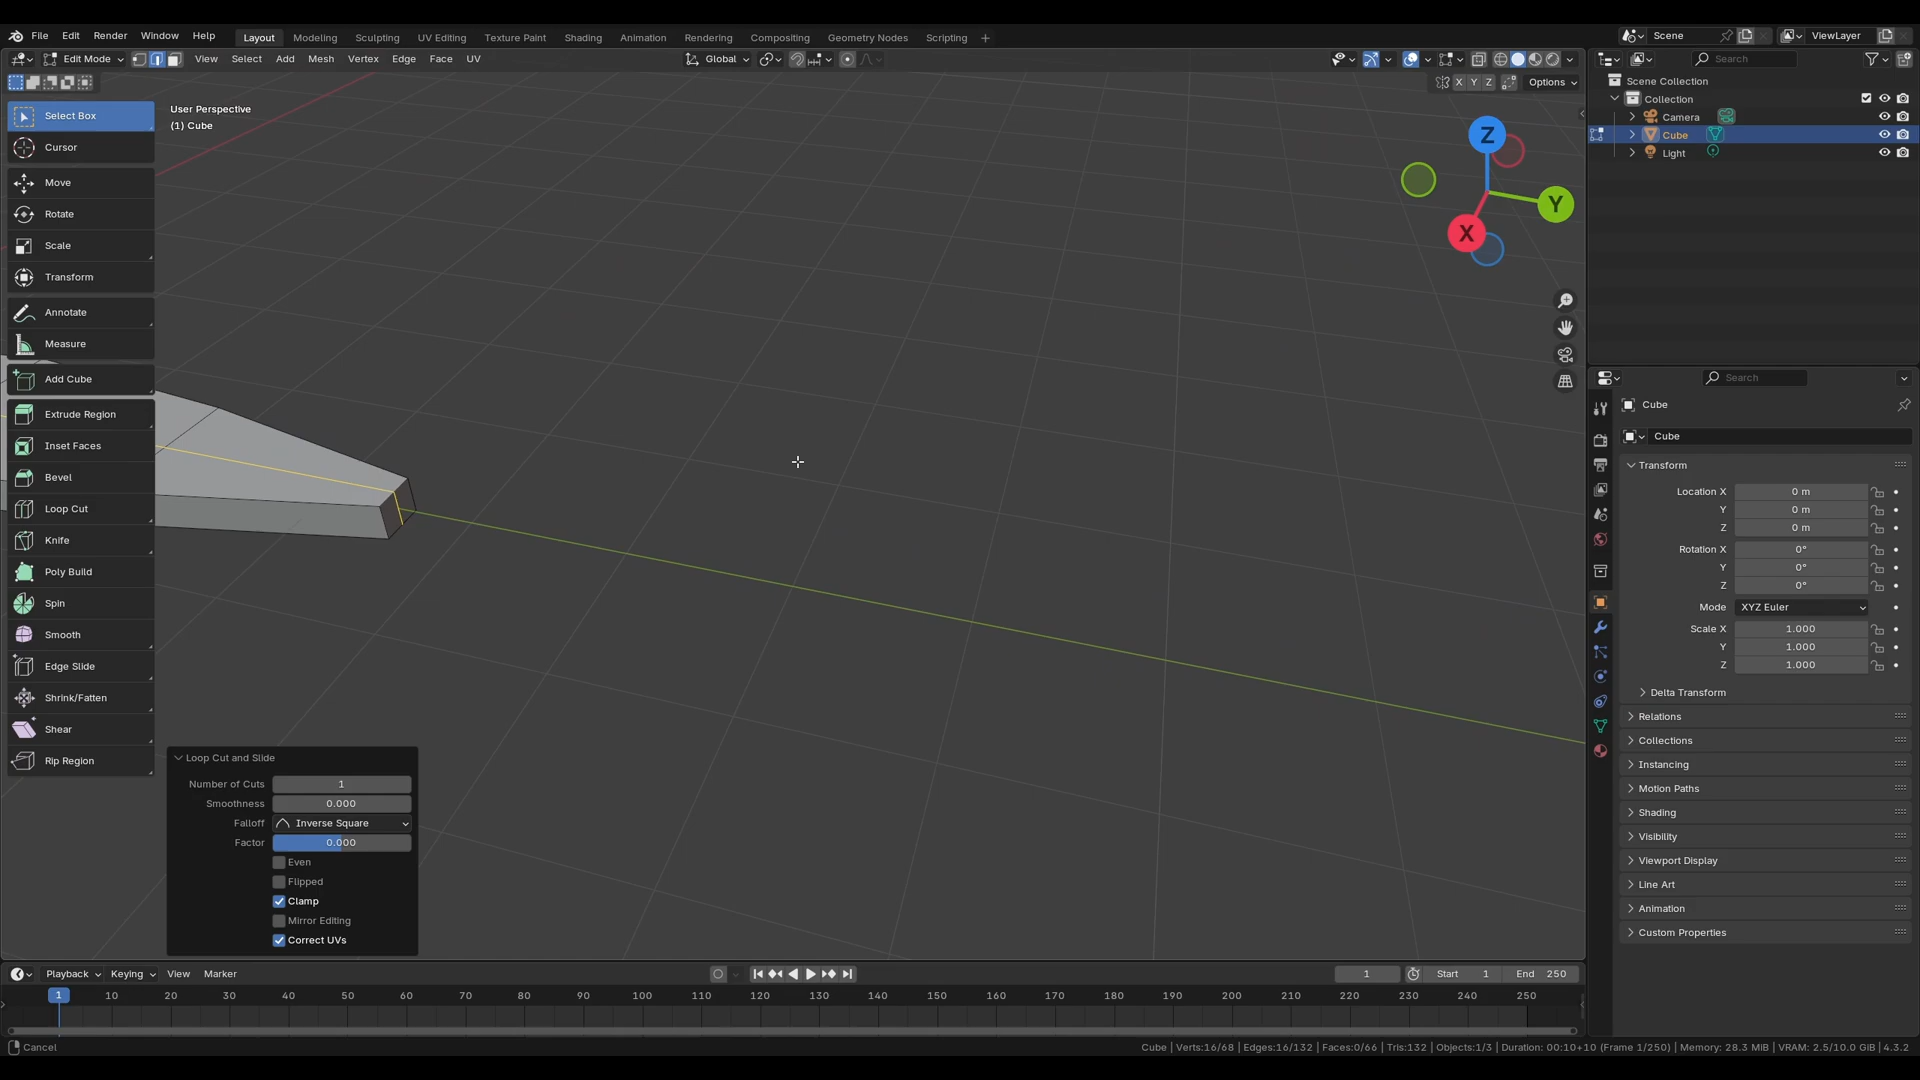 File Edit Render Window Help Layout Modeling Sculpting UV Editing Texture Paint Shading Animation Rendering Compositing Geometry Nodes Scripting + Scene ViewLayer
Edit Mode View Select Add Mesh Vertex Edge Face UV Global Search
X Y Z Options
User Perspective
(1) Cube
Select Box
Cursor
Move
Rotate
Scale
Transform
Annotate
Measure
Add Cube
Extrude Region
Inset Faces
Bevel
Loop Cut
Knife
Poly Build
Spin
Smooth
Edge Slide
Shrink/Fatten
Shear
Rip Region
Z
Y
X
Loop Cut and Slide
Number of Cuts 1
Smoothness 0.000
Falloff Inverse Square
Factor 0.000
Even
Flipped
Clamp
Mirror Editing
Correct UVs
Scene Collection
Collection
Camera
Cube
Light
Search
Cube
Cube
Transform
Location X 0 m
Y 0 m
Z 0 m
Rotation X 0°
Y 0°
Z 0°
Mode XYZ Euler
Scale X 1.000
Y 1.000
Z 1.000
Delta Transform
Relations
Collections
Instancing
Motion Paths
Shading
Visibility
Viewport Display
Line Art
Animation
Custom Properties
Playback Keying View Marker 1 Start 1 End 250
1 10 20 30 40 50 60 70 80 90 100 110 120 130 140 150 160 170 180 190 200 210 220 230 240 250
Cancel Cube | Verts:16/68 | Edges:16/132 | Faces:0/66 | Tris:132 | Objects:1/3 | Duration: 00:10+10 (Frame 1/250) | Memory: 28.3 MiB | VRAM: 2.5/10.0 GiB | 4.3.2